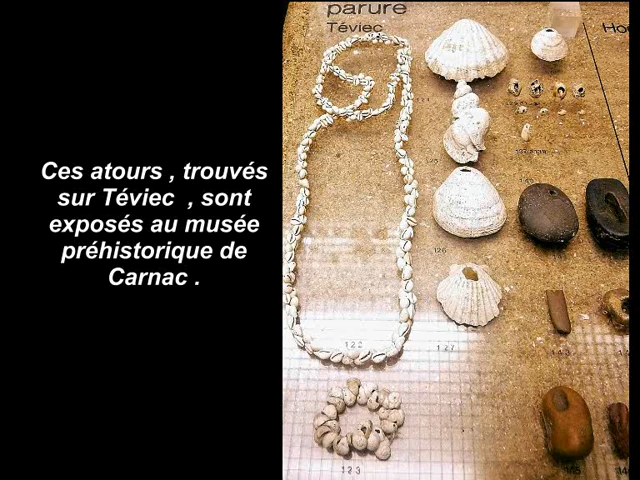 Ces atours , trouvés
sur Téviec , sont
exposés au musée
préhistorique de
Carnac .
parure
Téviec
Ho
125
126
127
122
123